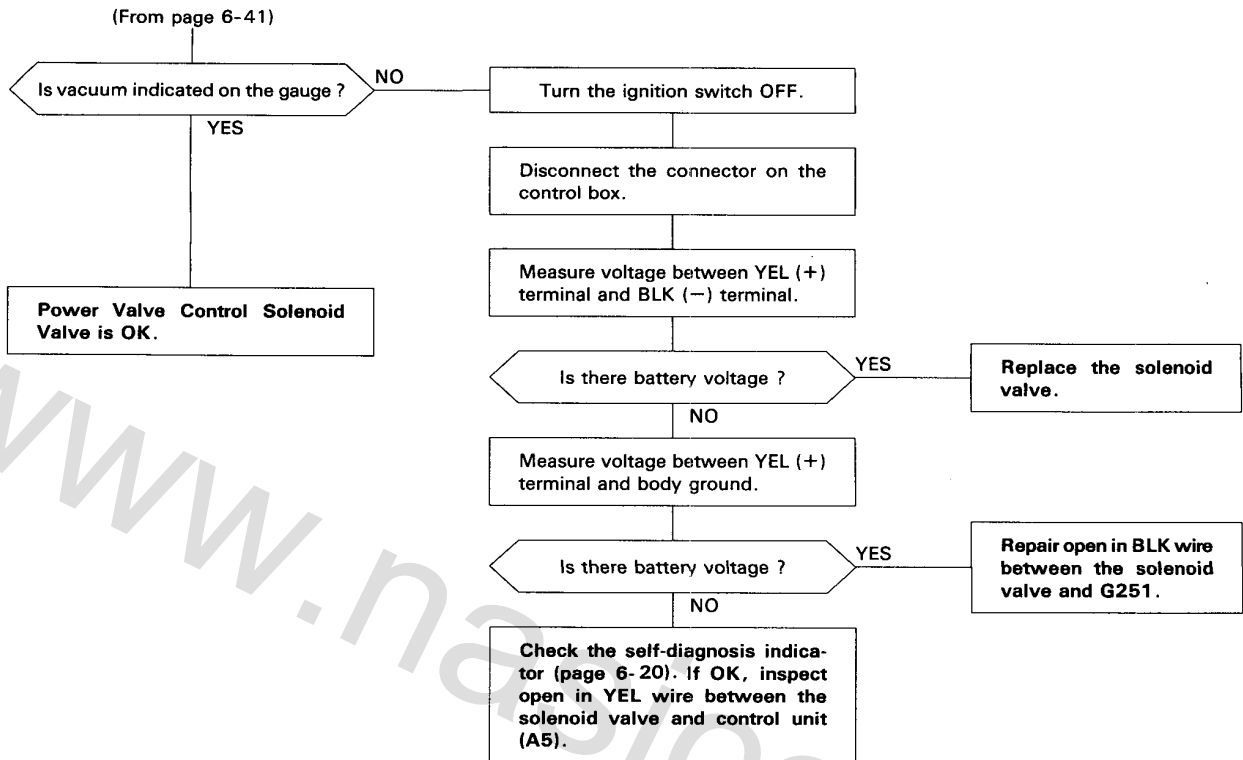 (From page 6-41)
Is vacuum indicated on the gauge ?
NO
YES
Turn the ignition switch OFF.
Disconnect the connector on the
control box.
Measure voltage between YEL (+)
terminal and BLK (−) terminal.
Power Valve Control Solenoid
Valve is OK.
Is there battery voltage ?
YES
NO
Replace the solenoid
valve.
Measure voltage between YEL (+)
terminal and body ground.
Is there battery voltage ?
YES
NO
Repair open in BLK wire
between the solenoid
valve and G251.
Check the self-diagnosis indica-
tor (page 6-20). If OK, inspect
open in YEL wire between the
solenoid valve and control unit
(A5).